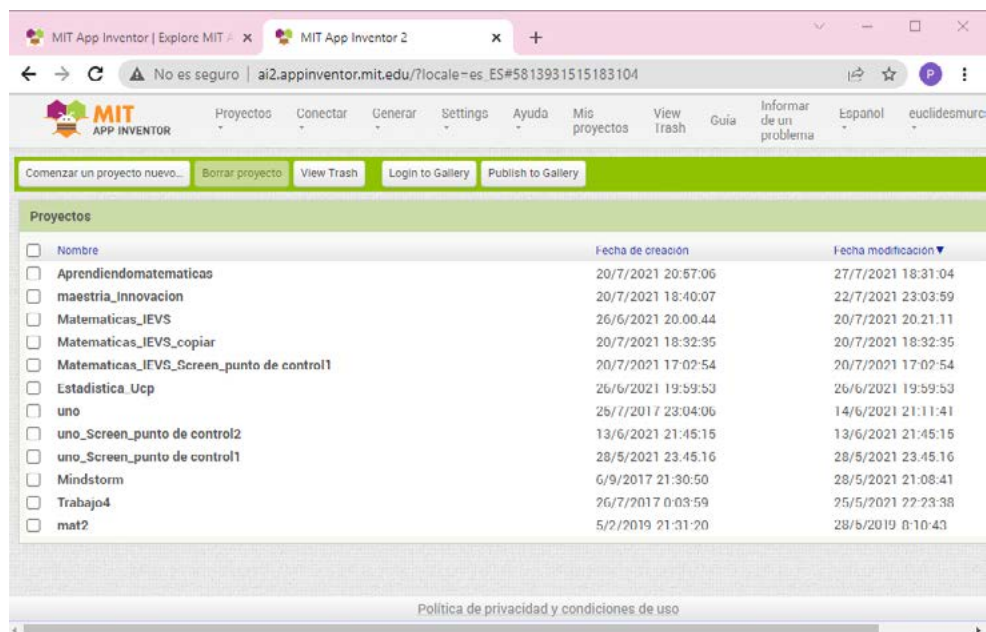 MIT App Inventor | Explore MIT A
MIT App Inventor 2
No es seguro | ai2.appinventor.mit.edu/?locale=es_ES#5813931515183104
P
MIT APP INVENTOR
Proyectos Conectar Generar Settings Ayuda Mis proyectos View Trash Guía Informar de un problema Espanol euclidesmurc
Comenzar un proyecto nuevo... Borrar proyecto View Trash Login to Gallery Publish to Gallery
Proyectos
Nombre Fecha de creación Fecha modificación▼
Aprendiendomatematicas 20/7/2021 20:57:06 27/7/2021 18:31:04
maestria_Innovacion 20/7/2021 18:40:07 22/7/2021 23:03:59
Matematicas_IEVS 26/6/2021 20:00:44 20/7/2021 20:21:11
Matematicas_IEVS_copiar 20/7/2021 18:32:35 20/7/2021 18:32:35
Matematicas_IEVS_Screen_punto de control1 20/7/2021 17:02:54 20/7/2021 17:02:54
Estadistica_Ucp 26/6/2021 19:59:53 26/6/2021 19:59:53
uno 25/7/2017 23:04:06 14/6/2021 21:11:41
uno_Screen_punto de control2 13/6/2021 21:45:15 13/6/2021 21:45:15
uno_Screen_punto de control1 28/5/2021 23:45:16 28/5/2021 23:45:16
Mindstorm 6/9/2017 21:30:50 28/5/2021 21:08:41
Trabajo4 26/7/2017 0:03:59 25/5/2021 22:23:38
mat2 5/2/2019 21:31:20 28/5/2019 8:10:43
Política de privacidad y condiciones de uso